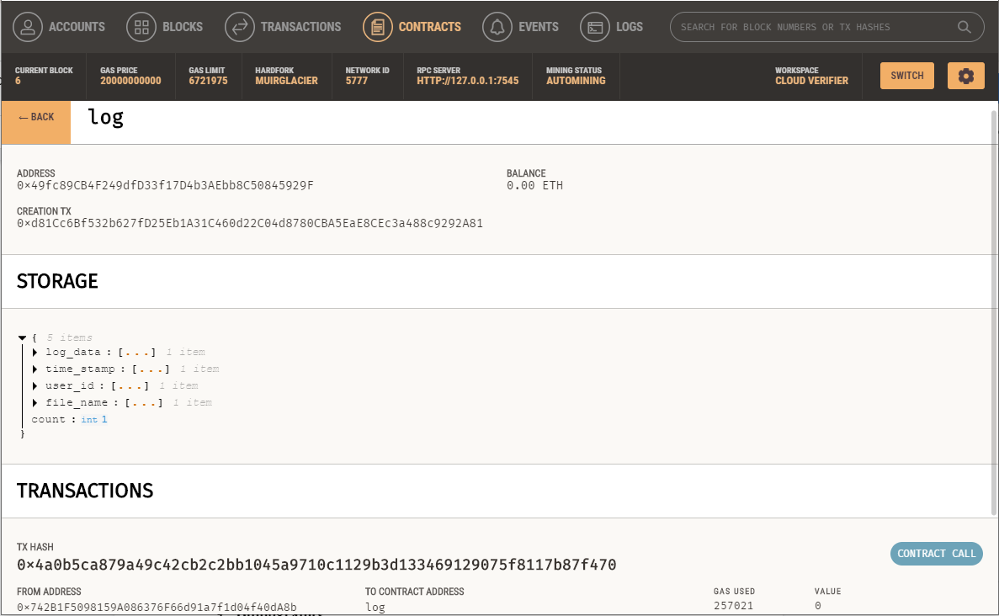 ACCOUNTS BLOCKS TRANSACTIONS CONTRACTS EVENTS LOGS SEARCH FOR BLOCK NUMBERS OR TX HASHES
CURRENT BLOCK GAS PRICE GAS LIMIT HARDFORK NETWORK ID RPC SERVER MINING STATUS WORKSPACE
6 20000000000 6721975 MUIRGLACIER 5777 HTTP://127.0.0.1:7545 AUTOMINING CLOUD VERIFIER SWITCH
← BACK log
ADDRESS BALANCE
0×49fc89CB4F249dfD33f17D4b3AEbb8C50845929F 0.00 ETH
CREATION TX
0×d81Cc6Bf532b627fD25Eb1A31C460d22C04d8780CBA5EaE8CEc3a488c9292A81
STORAGE
{ 5 items
log_data : [...] 1 item
time_stamp : [...] 1 item
user_id : [...] 1 item
file_name : [...] 1 item
count : int 1
}
TRANSACTIONS
TX HASH
0×4a0b5ca879a49c42cb2c2bb1045a9710c1129b3d133469129075f8117b87f470 CONTRACT CALL
FROM ADDRESS TO CONTRACT ADDRESS GAS USED VALUE
0×742B1F5098159A086376F66d91a7f1d04f40dA8b log 257021 0